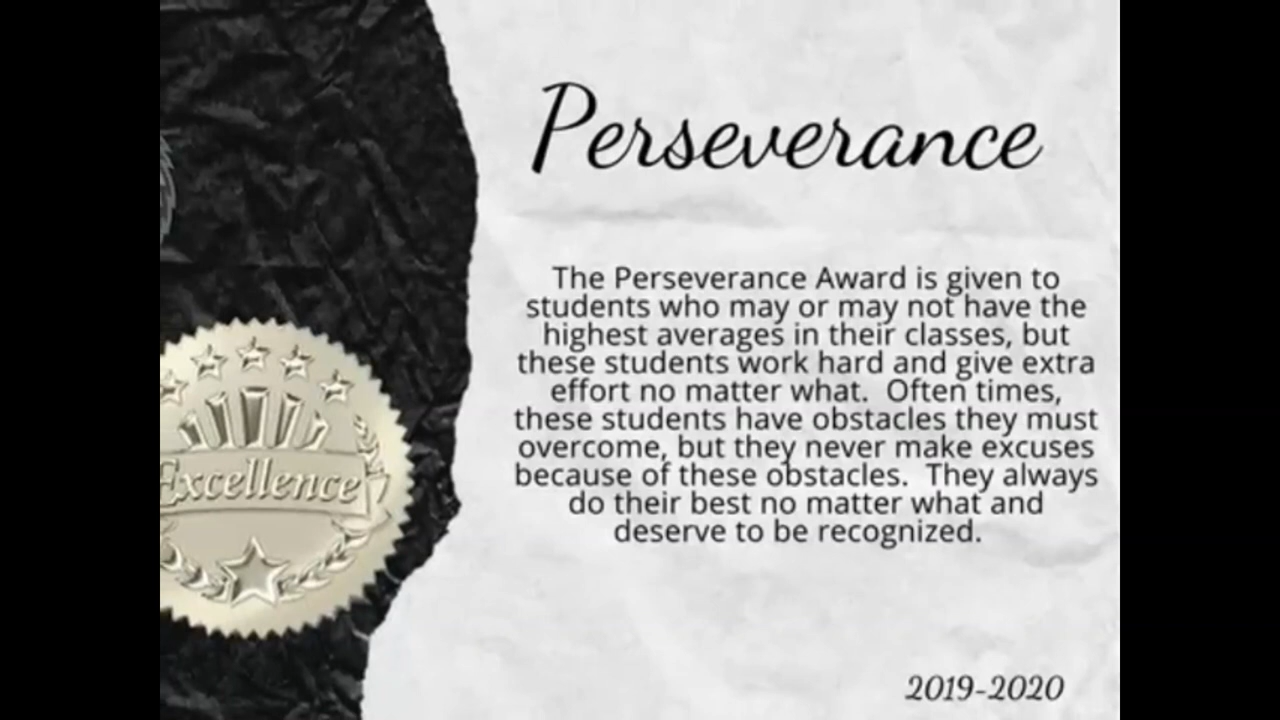 Perseverance
The Perseverance Award is given to
students who may or may not have the
highest averages in their classes, but
these students work hard and give extra
effort no matter what.  Often times,
these students have obstacles they must
overcome, but they never make excuses
because of these obstacles.  They always
do their best no matter what and
deserve to be recognized.
Excellence
2019-2020